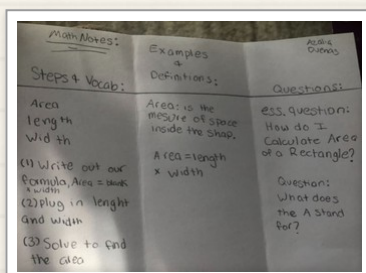 Math Notes:
Steps & Vocab:
Area
length
Width
(1) Write out our
formula, Area = blank
x width
(2) Plug in lenght
and width
(3) Solve to find
the area
Examples
&
Definitions:
Area: is the
mesure of space
inside the shap.
Area = length
x width
Questions:
ess. question:
How do I
Calculate Area
of a Rectangle?
Question:
What does
the A stand
for?